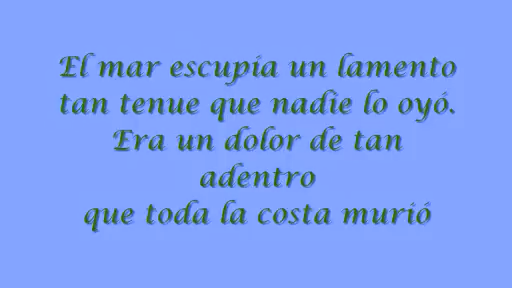 El mar escupía un lamento
tan tenue que nadie lo oyó.
Era un dolor de tan
adentro
que toda la costa murió